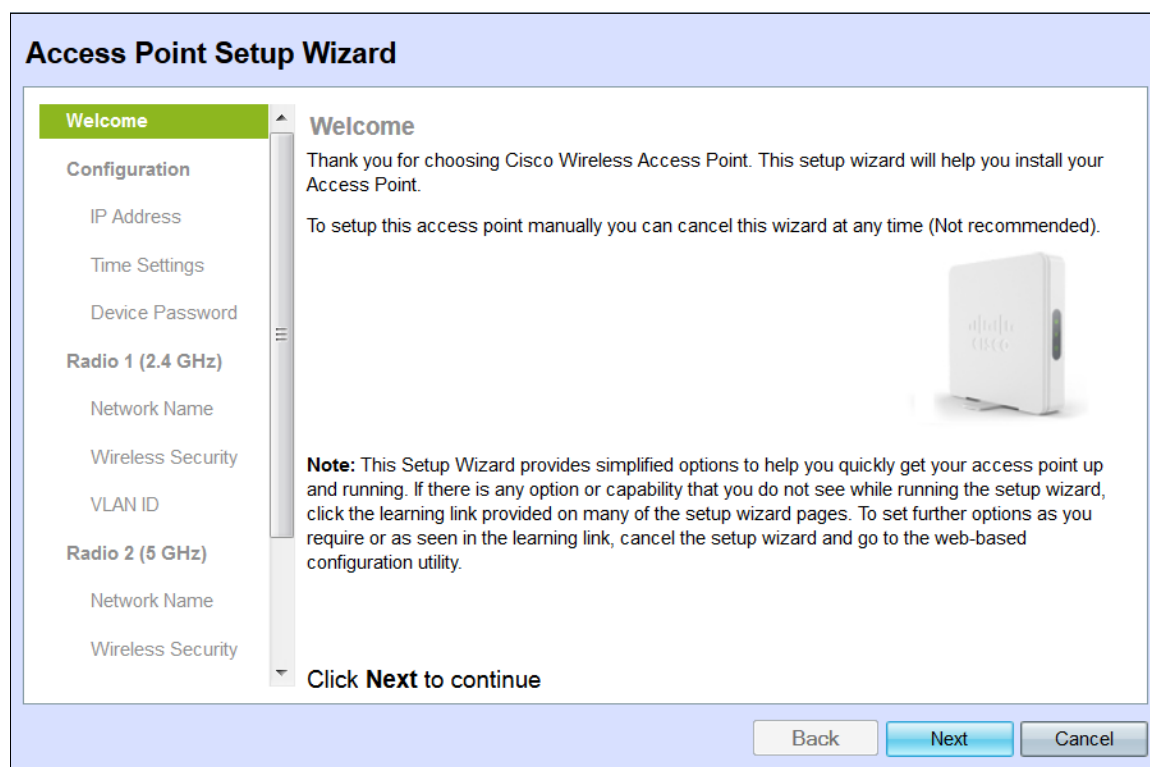 Access Point Setup Wizard
Welcome
Configuration
IP Address
Time Settings
Device Password
Radio 1 (2.4 GHz)
Network Name
Wireless Security
VLAN ID
Radio 2 (5 GHz)
Network Name
Wireless Security
Welcome
Thank you for choosing Cisco Wireless Access Point. This setup wizard will help you install your
Access Point.
To setup this access point manually you can cancel this wizard at any time (Not recommended).
CISCO
Note: This Setup Wizard provides simplified options to help you quickly get your access point up
and running. If there is any option or capability that you do not see while running the setup wizard,
click the learning link provided on many of the setup wizard pages. To set further options as you
require or as seen in the learning link, cancel the setup wizard and go to the web-based
configuration utility.
Click Next to continue
Back
Next
Cancel